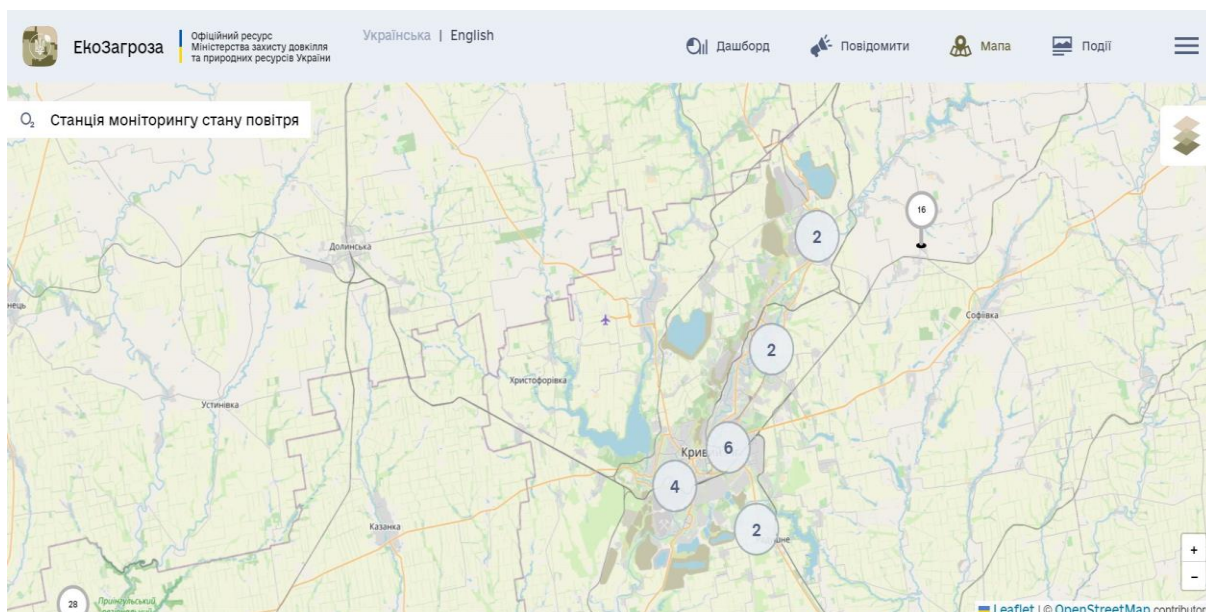 ЕкоЗагроза
Офіційний ресурс
Міністерства захисту довкілля
та природних ресурсів України
Українська | English
Дашборд
Повідомити
Мапа
Події
O₂ Станція моніторингу стану повітря
16
2
Долинська
Софіївка
2
Христофорівка
Устинівка
6
4
Казанка
2
28
+
−
Leaflet | © OpenStreetMap contributor